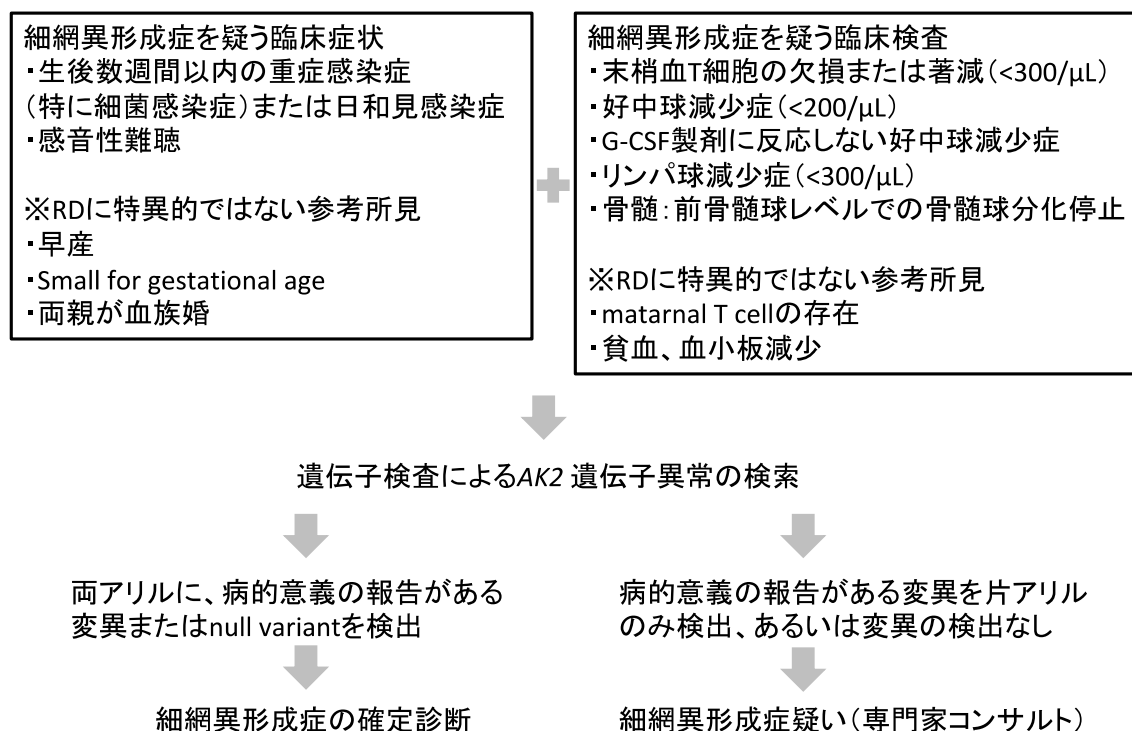 細網異形成症を疑う臨床症状
・生後数週間以内の重症感染症
(特に細菌感染症)または日和見感染症
・感音性難聴
※RDに特異的ではない参考所見
・早産
・Small for gestational age
・両親が血族婚
細網異形成症を疑う臨床検査
・末梢血T細胞の欠損または著減(<300/μL)
・好中球減少症(<200/μL)
・G-CSF製剤に反応しない好中球減少症
・リンパ球減少症(<300/μL)
・骨髄:前骨髄球レベルでの骨髄球分化停止
※RDに特異的ではない参考所見
・matarnal T cellの存在
・貧血、血小板減少
遺伝子検査によるAK2 遺伝子異常の検索
両アリルに、病的意義の報告がある
変異またはnull variantを検出
病的意義の報告がある変異を片アリル
のみ検出、あるいは変異の検出なし
細網異形成症の確定診断
細網異形成症疑い(専門家コンサルト)